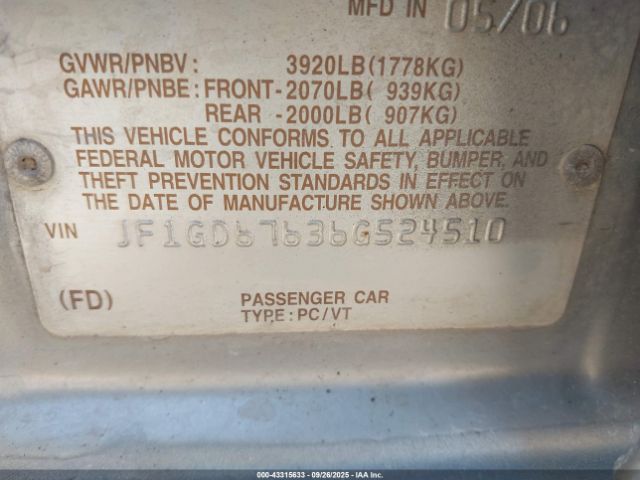 MFD IN 05/06
GVWR/PNBV : 3920LB(1778KG)
GAWR/PNBE : FRONT-2070LB( 939KG)
REAR -2000LB( 907KG)
THIS VEHICLE CONFORMS TO ALL APPLICABLE
FEDERAL MOTOR VEHICLE SAFETY, BUMPER, AND
THEFT PREVENTION STANDARDS IN EFFECT ON
THE DATE OF MANUFACTURE SHOWN ABOVE.
VIN JF1GD67636G524510
(FD) PASSENGER CAR
TYPE : PC/VT
000-43315633 - 09/26/2025 - IAA Inc.